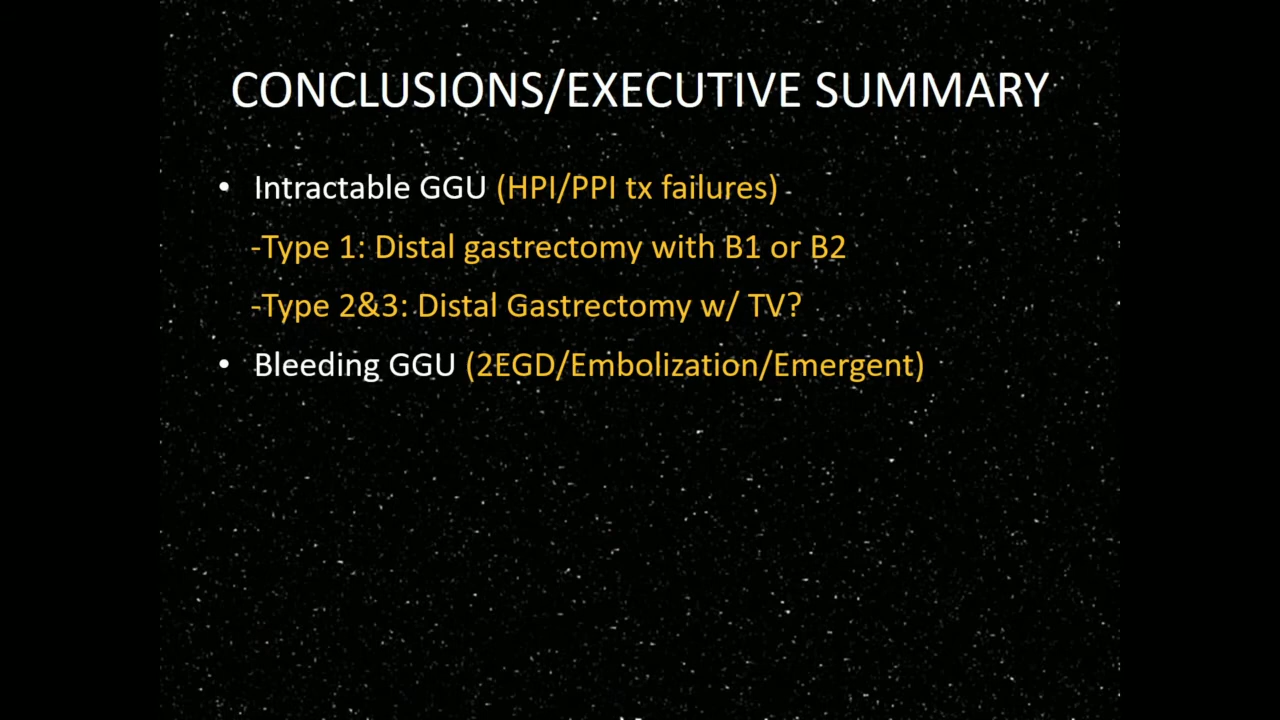 CONCLUSIONS/EXECUTIVE SUMMARY
• Intractable GGU (HPI/PPI tx failures)
-Type 1: Distal gastrectomy with B1 or B2
-Type 2&3: Distal Gastrectomy w/ TV?
• Bleeding GGU (2EGD/Embolization/Emergent)